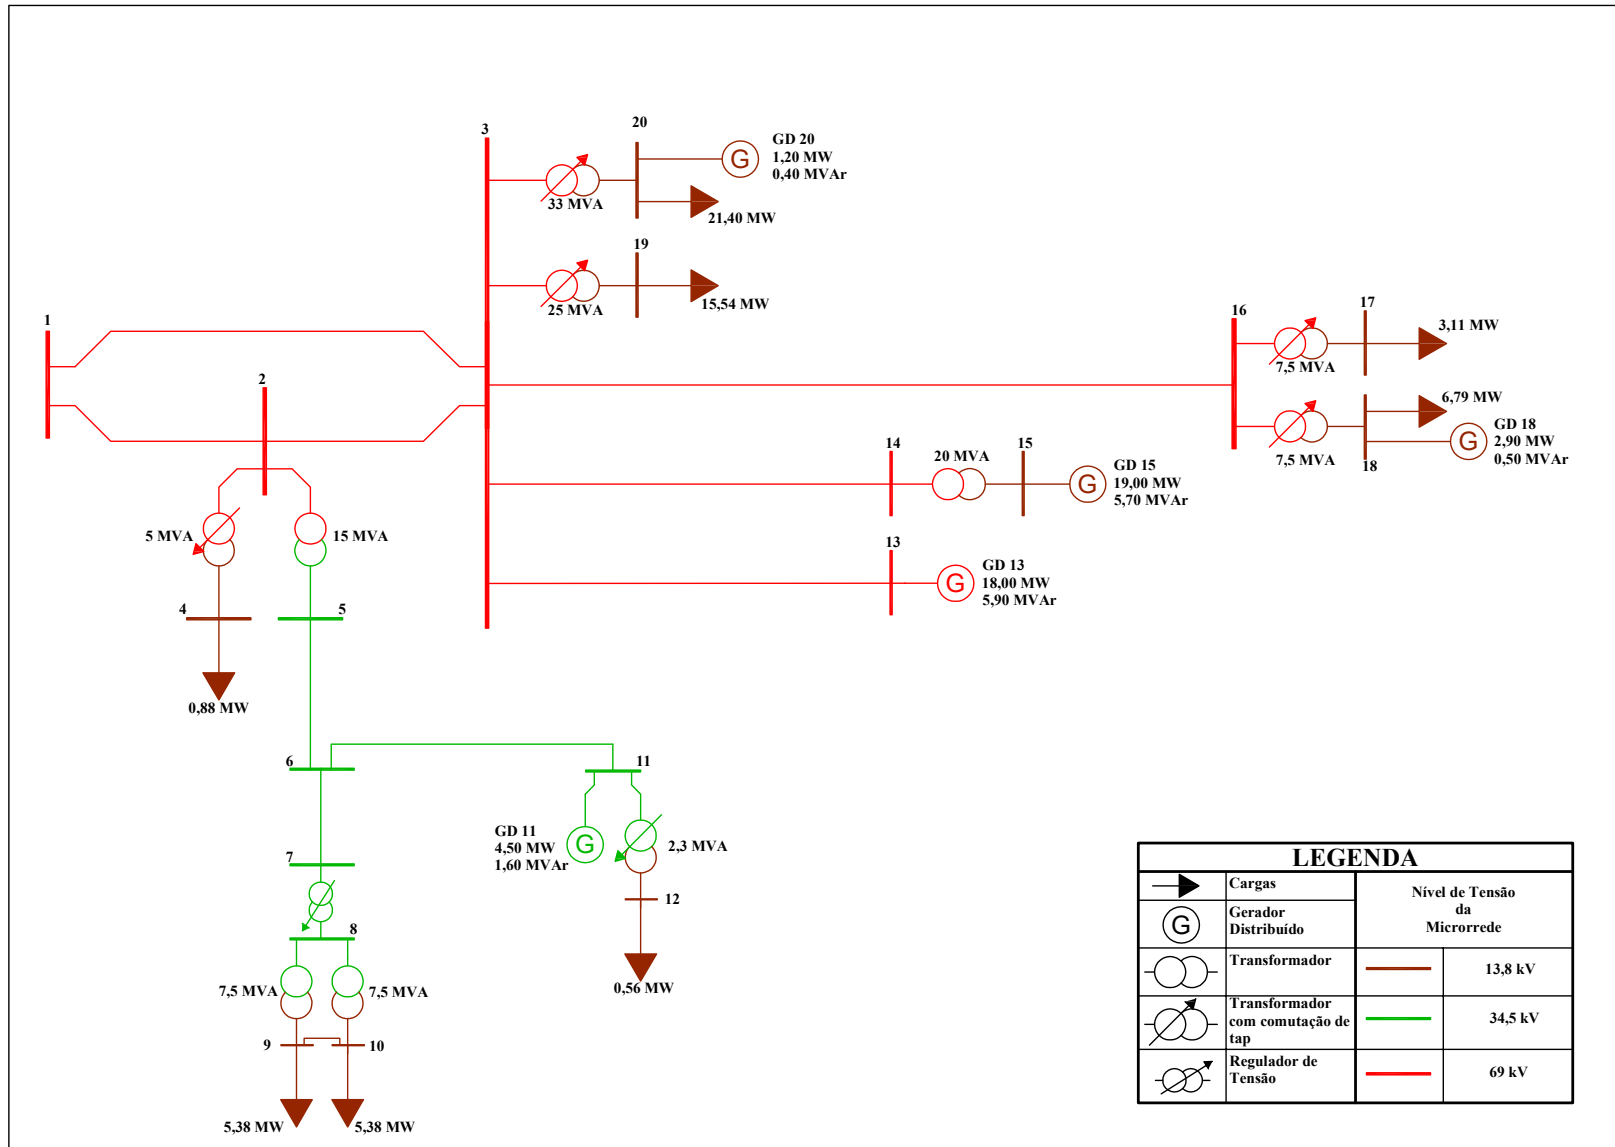 3
20
GD 20
1,20 MW
0,40 MVAr
G
33 MVA
21,40 MW
19
25 MVA
15,54 MW
1
2
16
17
3,11 MW
7,5 MVA
6,79 MW
GD 18
2,90 MW
0,50 MVAr
G
7,5 MVA
18
14
20 MVA
15
G
GD 15
19,00 MW
5,70 MVAr
13
G
GD 13
18,00 MW
5,90 MVAr
5 MVA
15 MVA
4
5
0,88 MW
6
11
GD 11
4,50 MW
1,60 MVAr
G
2,3 MVA
7
12
8
0,56 MW
7,5 MVA
7,5 MVA
9
10
5,38 MW
5,38 MW
LEGENDA
Cargas
G
Gerador
Distribuído
Transformador
Transformador
com comutação de
tap
Regulador de
Tensão
Nível de Tensão
da
Microrrede
13,8 kV
34,5 kV
69 kV